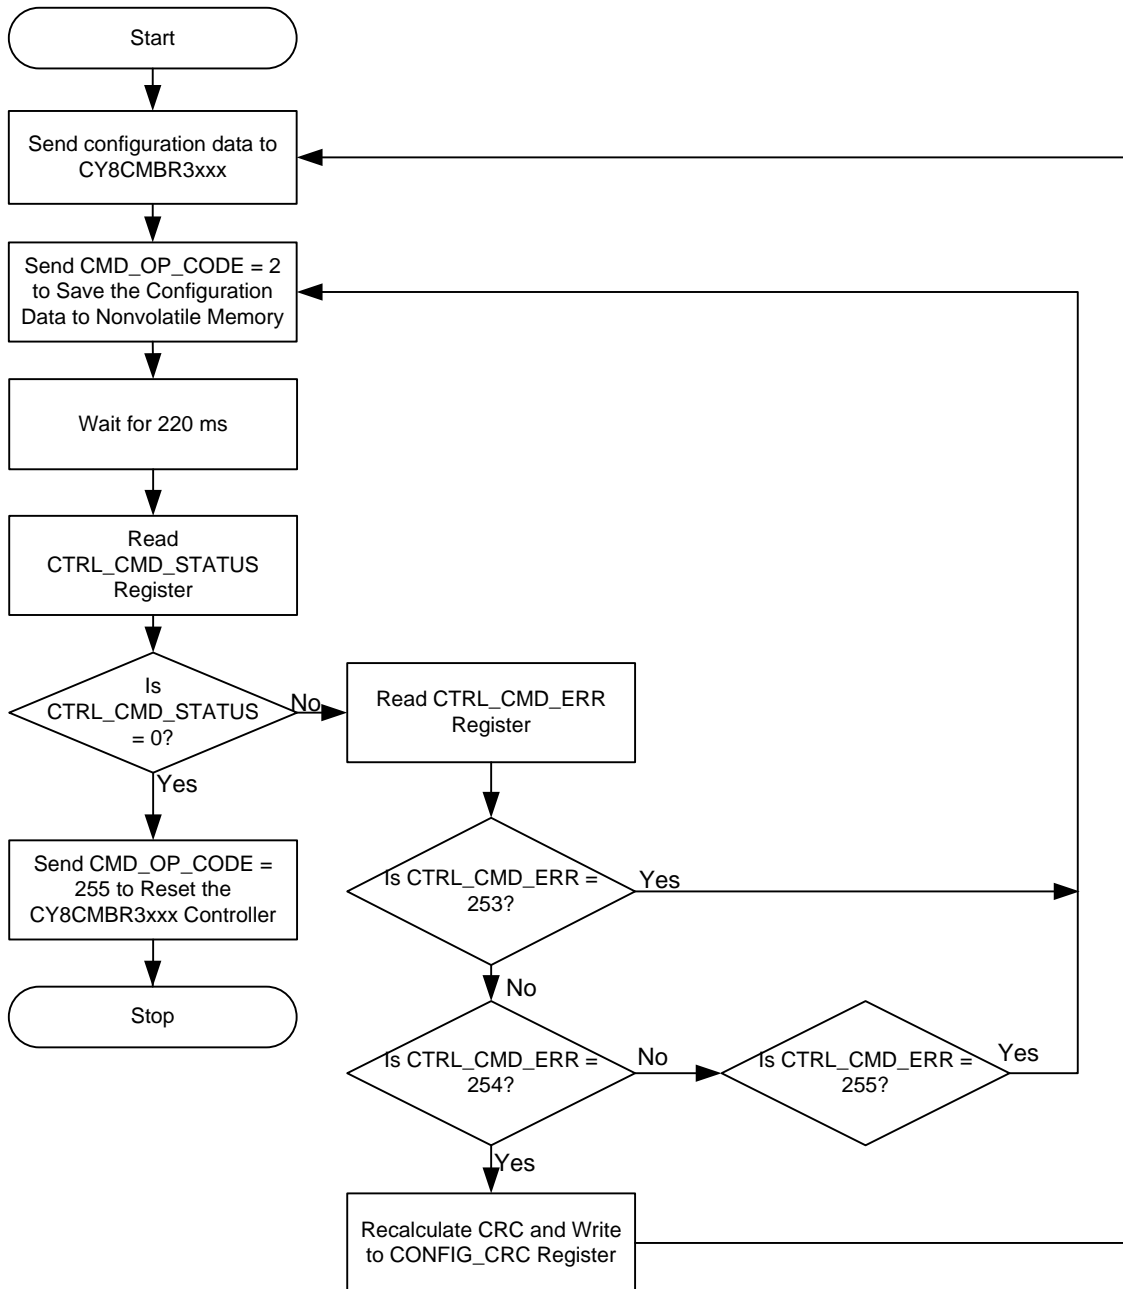 Start
Send configuration data to
CY8CMBR3xxx
Send CMD_OP_CODE = 2
to Save the Configuration
Data to Nonvolatile Memory
Wait for 220 ms
Read
CTRL_CMD_STATUS
Register
Is
CTRL_CMD_STATUS
= 0?
No
Read CTRL_CMD_ERR
Register
Yes
Send CMD_OP_CODE =
255 to Reset the
CY8CMBR3xxx Controller
Is CTRL_CMD_ERR =
253?
Yes
No
Stop
Is CTRL_CMD_ERR =
254?
No
Is CTRL_CMD_ERR =
255?
Yes
Yes
Recalculate CRC and Write
to CONFIG_CRC Register